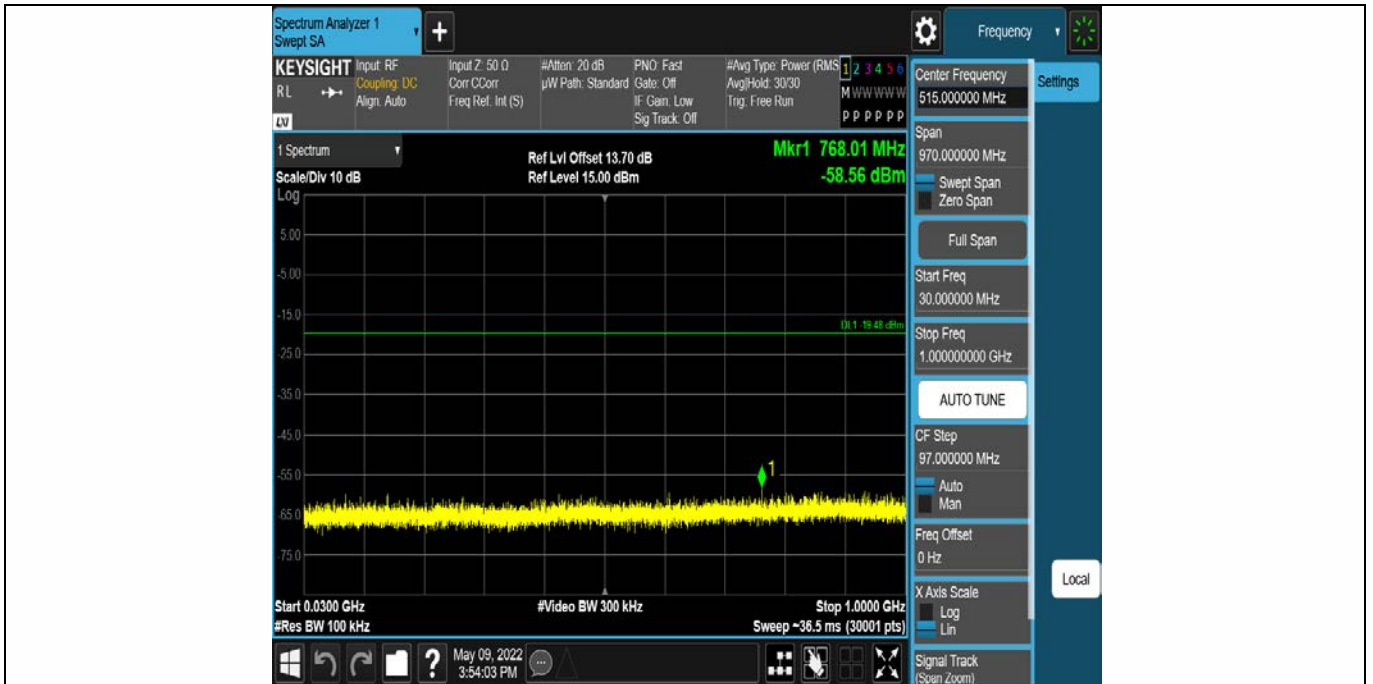 Spectrum Analyzer 1
Swept SA
+
Frequency
KEYSIGHT
RL
Input: RF
Coupling: DC
Align: Auto
Input Z: 50 Ω
Corr CCorr
Freq Ref: Int (S)
#Atten: 20 dB
µW Path: Standard
PNO: Fast
Gate: Off
IF Gain: Low
Sig Track: Off
#Avg Type: Power (RMS
Avg|Hold: 30/30
Trig: Free Run
1 2 3 4 5 6
M W W W W W
P P P P P P
1 Spectrum
Scale/Div 10 dB
Log
Ref Lvl Offset 13.70 dB
Ref Level 15.00 dBm
Mkr1 768.01 MHz
-58.56 dBm
5.00
-5.00
-15.0
DL1 -19.48 dBm
-25.0
-35.0
-45.0
-55.0
1
-65.0
-75.0
Start 0.0300 GHz
#Res BW 100 kHz
#Video BW 300 kHz
Stop 1.0000 GHz
Sweep ~36.5 ms (30001 pts)
?
May 09, 2022
3:54:03 PM
Center Frequency
515.000000 MHz
Span
970.000000 MHz
Swept Span
Zero Span
Full Span
Start Freq
30.000000 MHz
Stop Freq
1.000000000 GHz
AUTO TUNE
CF Step
97.000000 MHz
Auto
Man
Freq Offset
0 Hz
X Axis Scale
Log
Lin
Signal Track
(Span Zoom)
Settings
Local